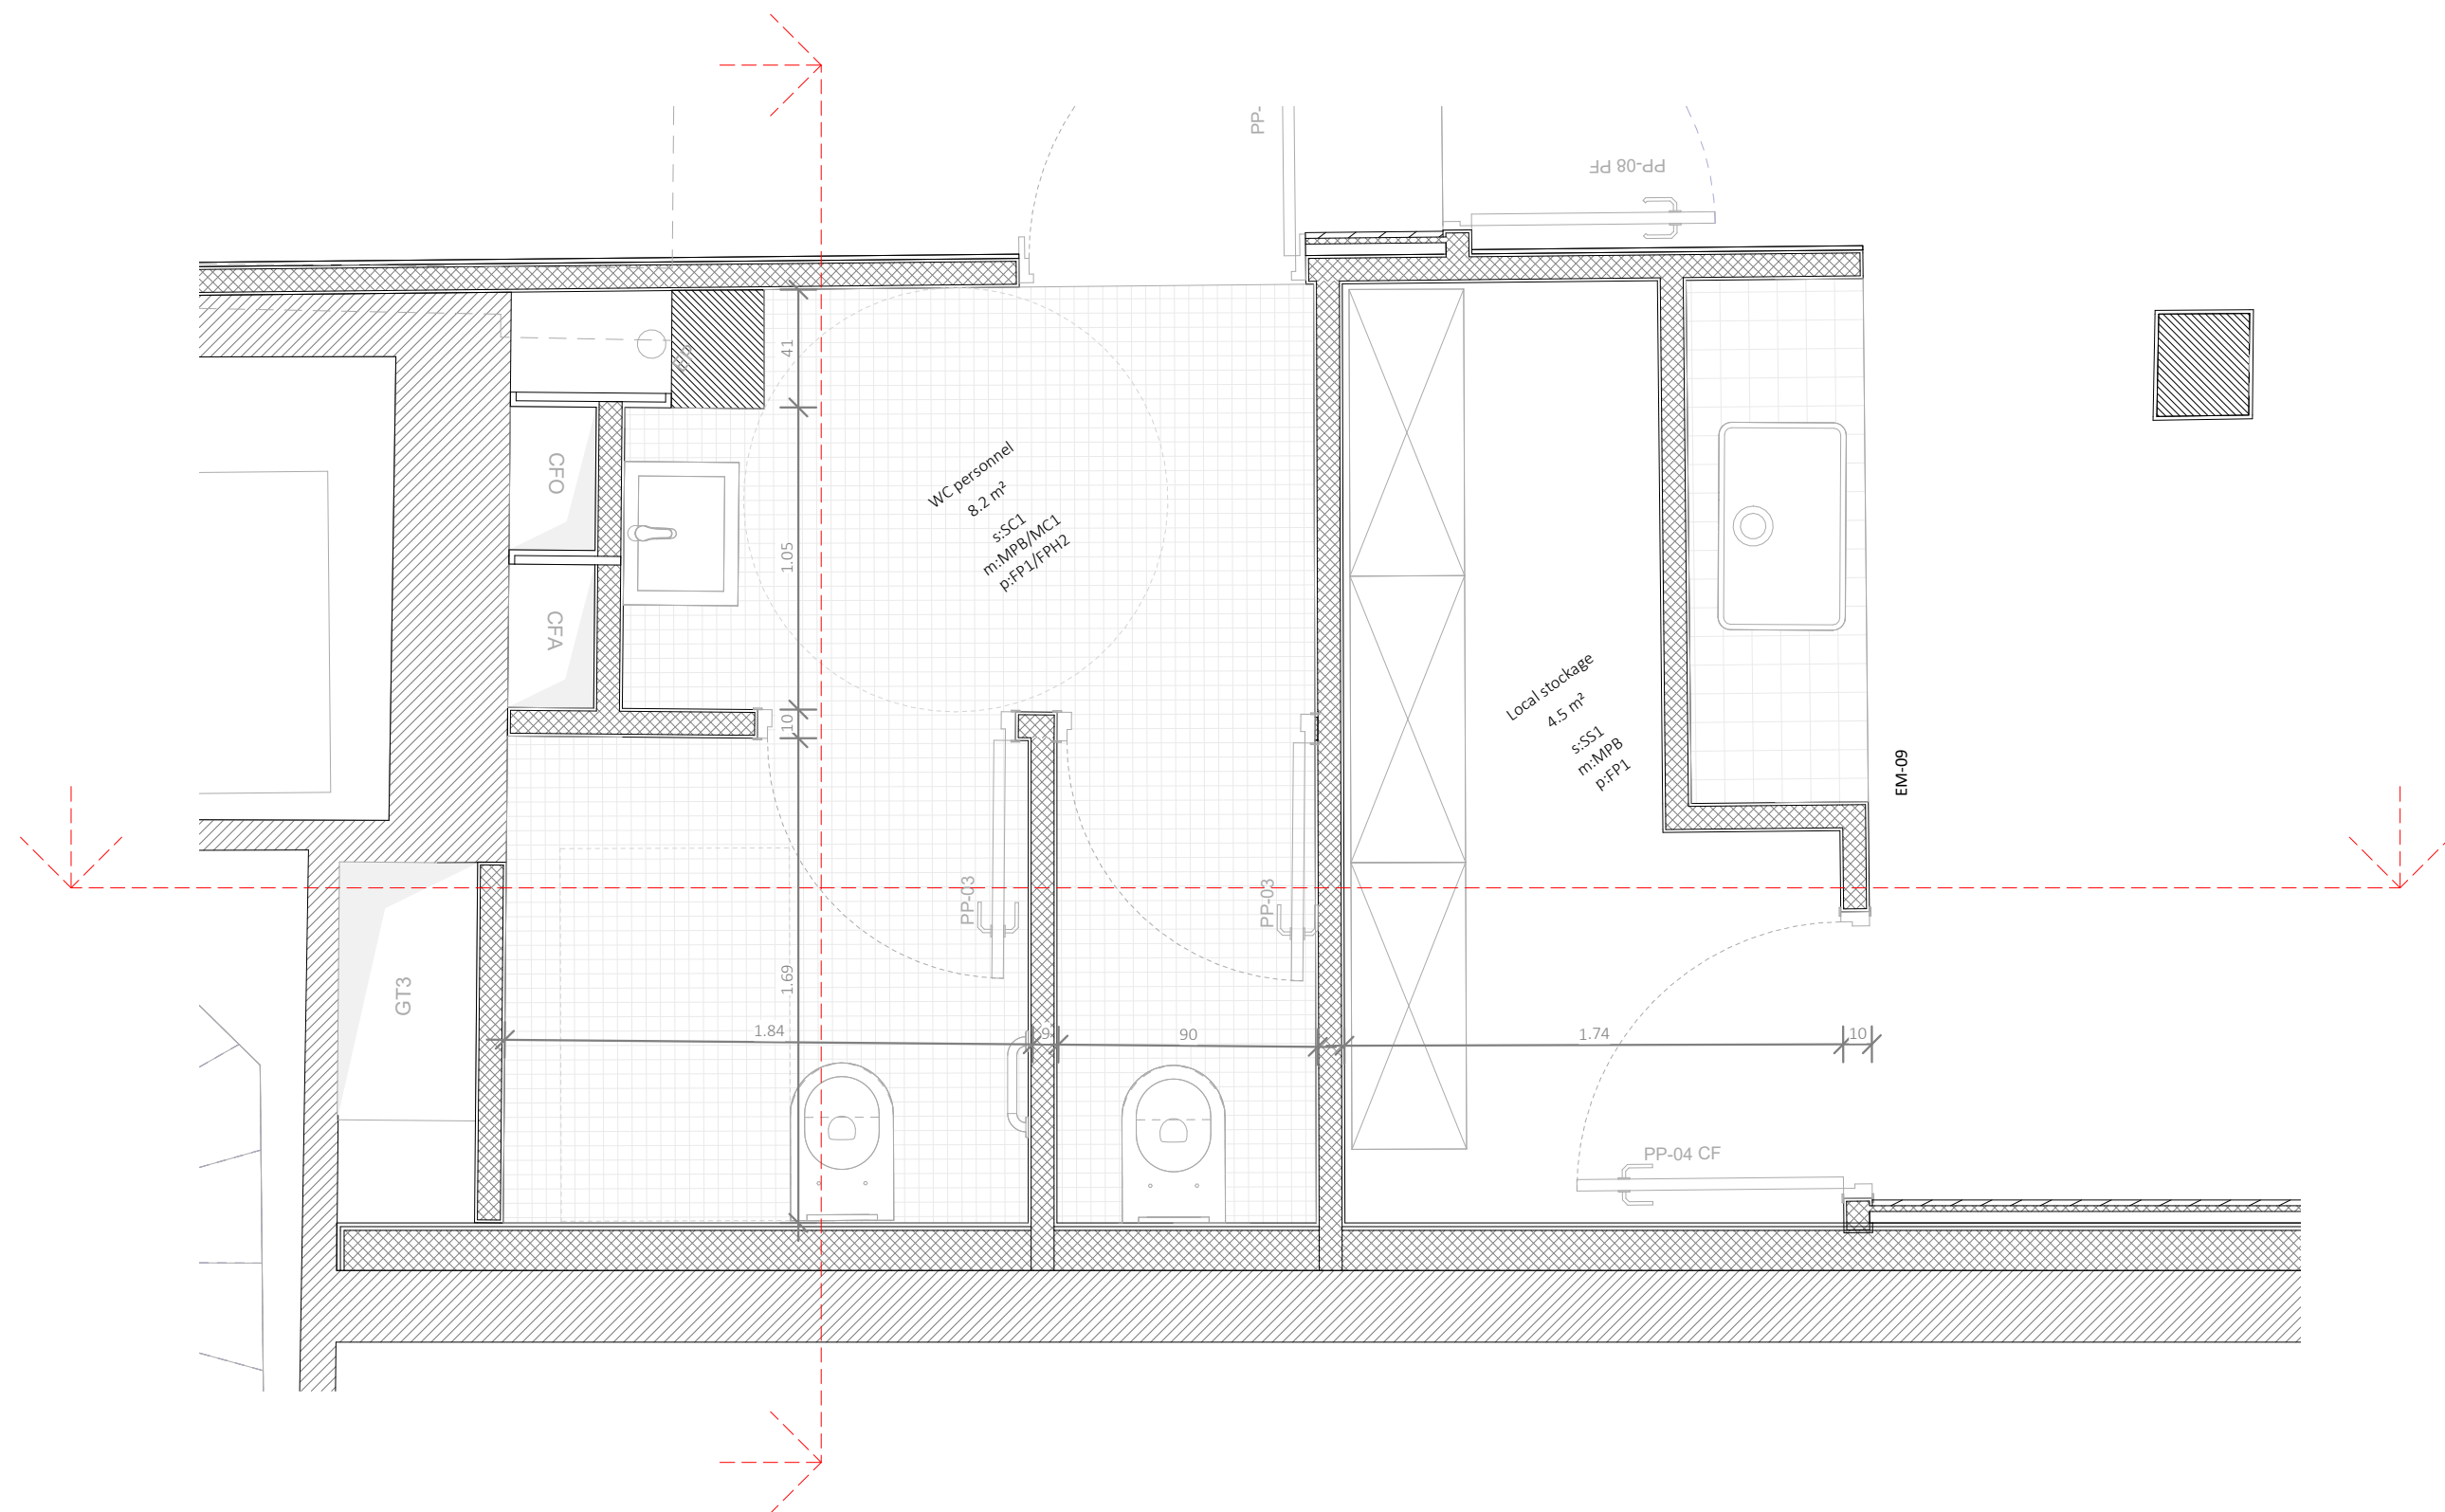 PP-
PP-08 PF
41
CFO
WC personnel
8.2 m²
s:SC1
m:MPB/MC1
p:FP1/FPH2
1.05
CFA
10
Local stockage
4.5 m²
s:SS1
m:MPB
p:FP1
EM-09
PP-03
PP-03
GT3
1.69
1.84
9
90
1.74
10
PP-04 CF